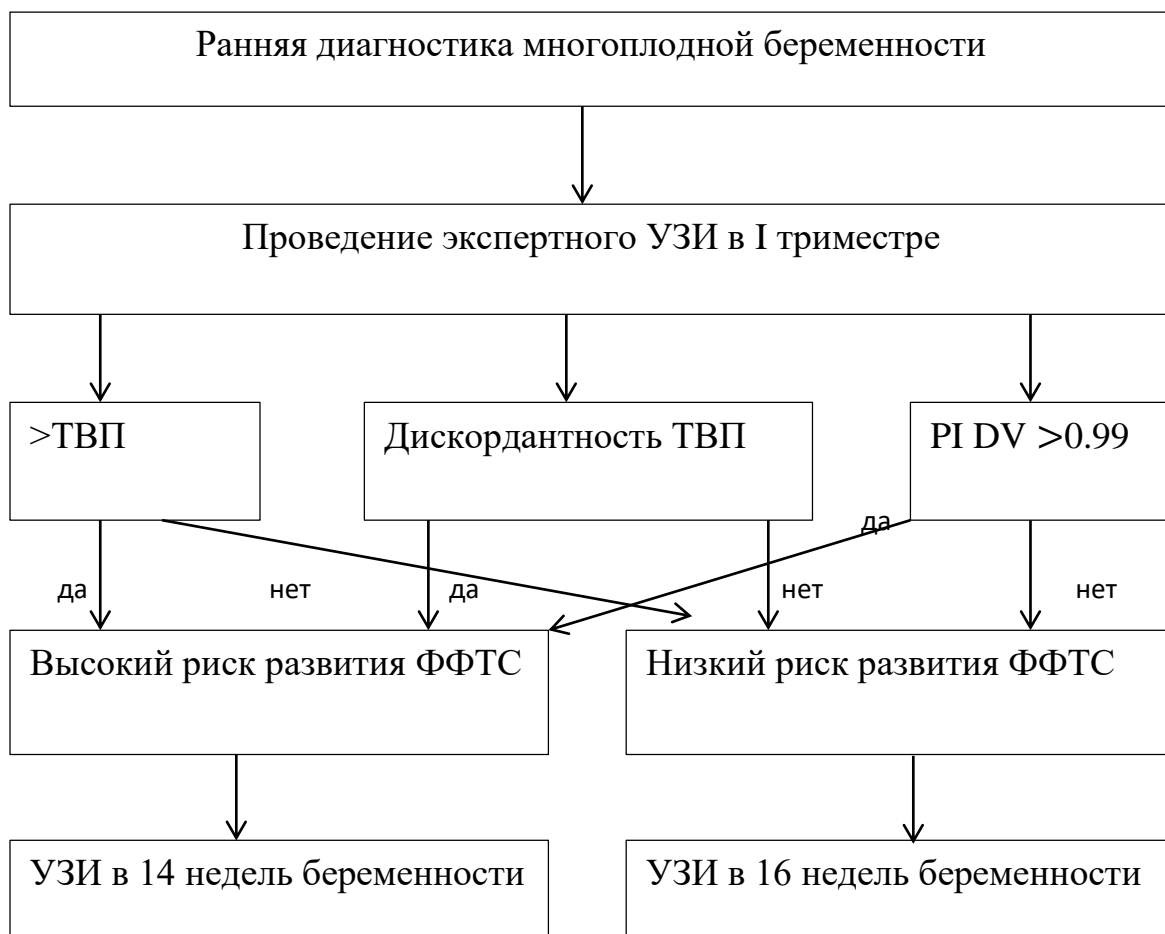 Ранняя диагностика многоплодной беременности
Проведение экспертного УЗИ в I триместре
>ТВП
Дискордантность ТВП
PI DV >0.99
да
да
нет
да
нет
нет
Высокий риск развития ФФТС
Низкий риск развития ФФТС
УЗИ в 14 недель беременности
УЗИ в 16 недель беременности